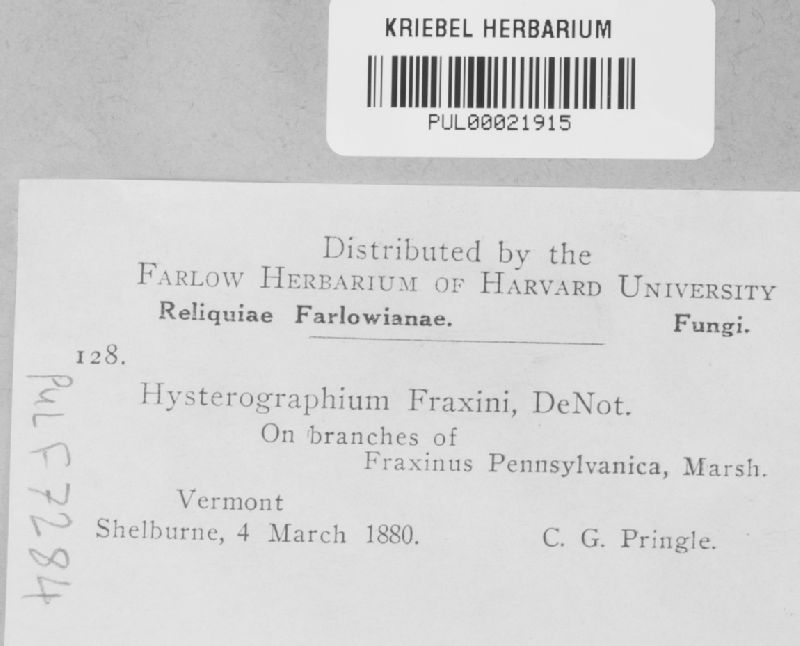 KRIEBEL HERBARIUM
PUL00021915
Distributed by the
FARLOW HERBARIUM OF HARVARD UNIVERSITY
Reliquiae Farlowianae. Fungi.
128.
Hysterographium Fraxini, DeNot.
On branches of
Fraxinus Pennsylvanica, Marsh.
Vermont
Shelburne, 4 March 1880. C. G. Pringle.
PUL F7284